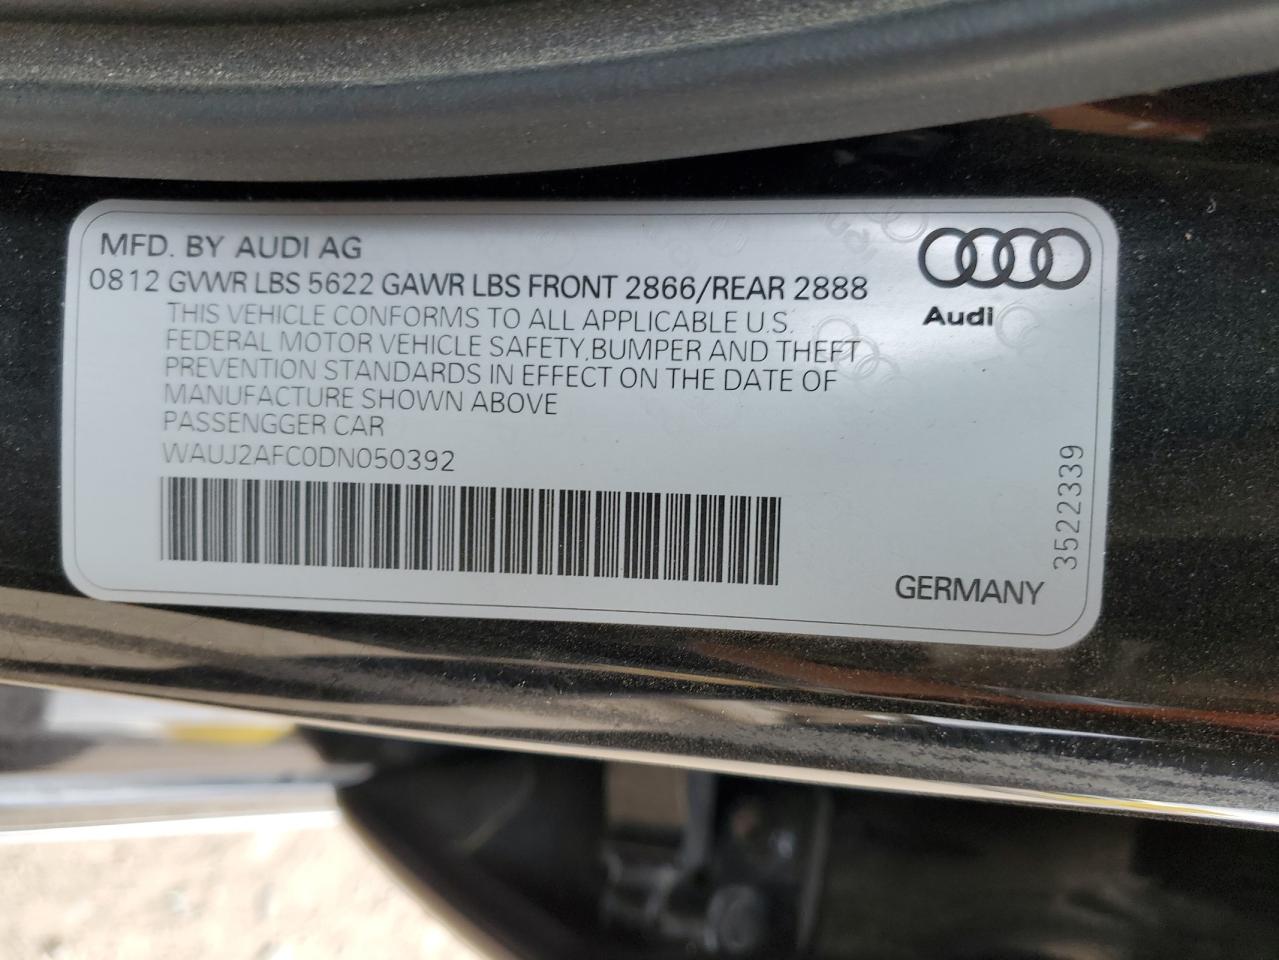 MFD. BY AUDI AG
0812 GVWR LBS 5622 GAWR LBS FRONT 2866/REAR 2888
THIS VEHICLE CONFORMS TO ALL APPLICABLE U.S.
FEDERAL MOTOR VEHICLE SAFETY,BUMPER AND THEFT
PREVENTION STANDARDS IN EFFECT ON THE DATE OF
MANUFACTURE SHOWN ABOVE
PASSENGGER CAR
WAUJ2AFC0DN050392
Audi
3522339
GERMANY